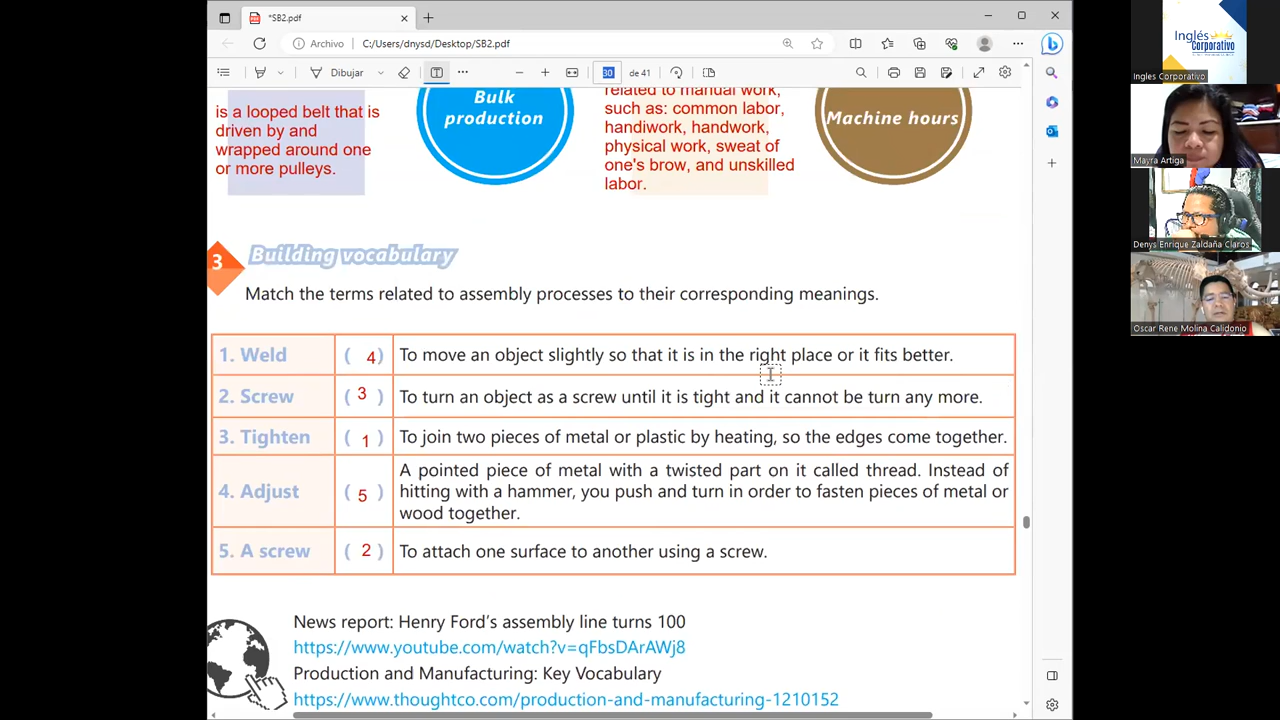 *SB2.pdf
Archivo
C:/Users/dnysd/Desktop/SB2.pdf
Dibujar
30
de 41
is a looped belt that is
driven by and
wrapped around one
or more pulleys.
Bulk
production
related to manual work,
such as: common labor,
handiwork, handwork,
physical work, sweat of
one's brow, and unskilled
labor.
Machine hours
3
Building vocabulary
Match the terms related to assembly processes to their corresponding meanings.
1. Weld ( 4 ) To move an object slightly so that it is in the right place or it fits better.
2. Screw ( 3 ) To turn an object as a screw until it is tight and it cannot be turn any more.
3. Tighten ( 1 ) To join two pieces of metal or plastic by heating, so the edges come together.
4. Adjust ( 5 ) A pointed piece of metal with a twisted part on it called thread. Instead of
hitting with a hammer, you push and turn in order to fasten pieces of metal or
wood together.
5. A screw ( 2 ) To attach one surface to another using a screw.
News report: Henry Ford's assembly line turns 100
https://www.youtube.com/watch?v=qFbsDArAWj8
Production and Manufacturing: Key Vocabulary
https://www.thoughtco.com/production-and-manufacturing-1210152
Inglés
Corporativo
Ingles Corporativo
Mayra Artiga
Denys Enrique Zaldaña Claros
Oscar Rene Molina Calidonio